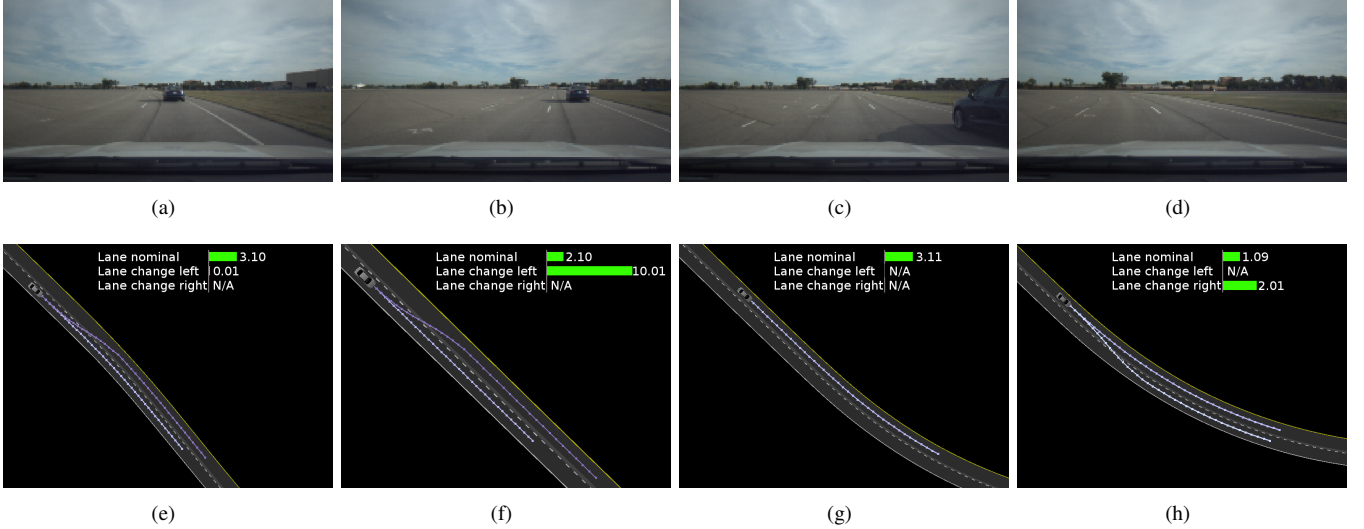 (a)
(b)
(c)
(d)
Lane nominal 3.10
Lane change left 0.01
Lane change right N/A
Lane nominal 2.10
Lane change left 10.01
Lane change right N/A
Lane nominal 3.11
Lane change left N/A
Lane change right N/A
Lane nominal 1.09
Lane change left N/A
Lane change right 2.01
(e)
(f)
(g)
(h)